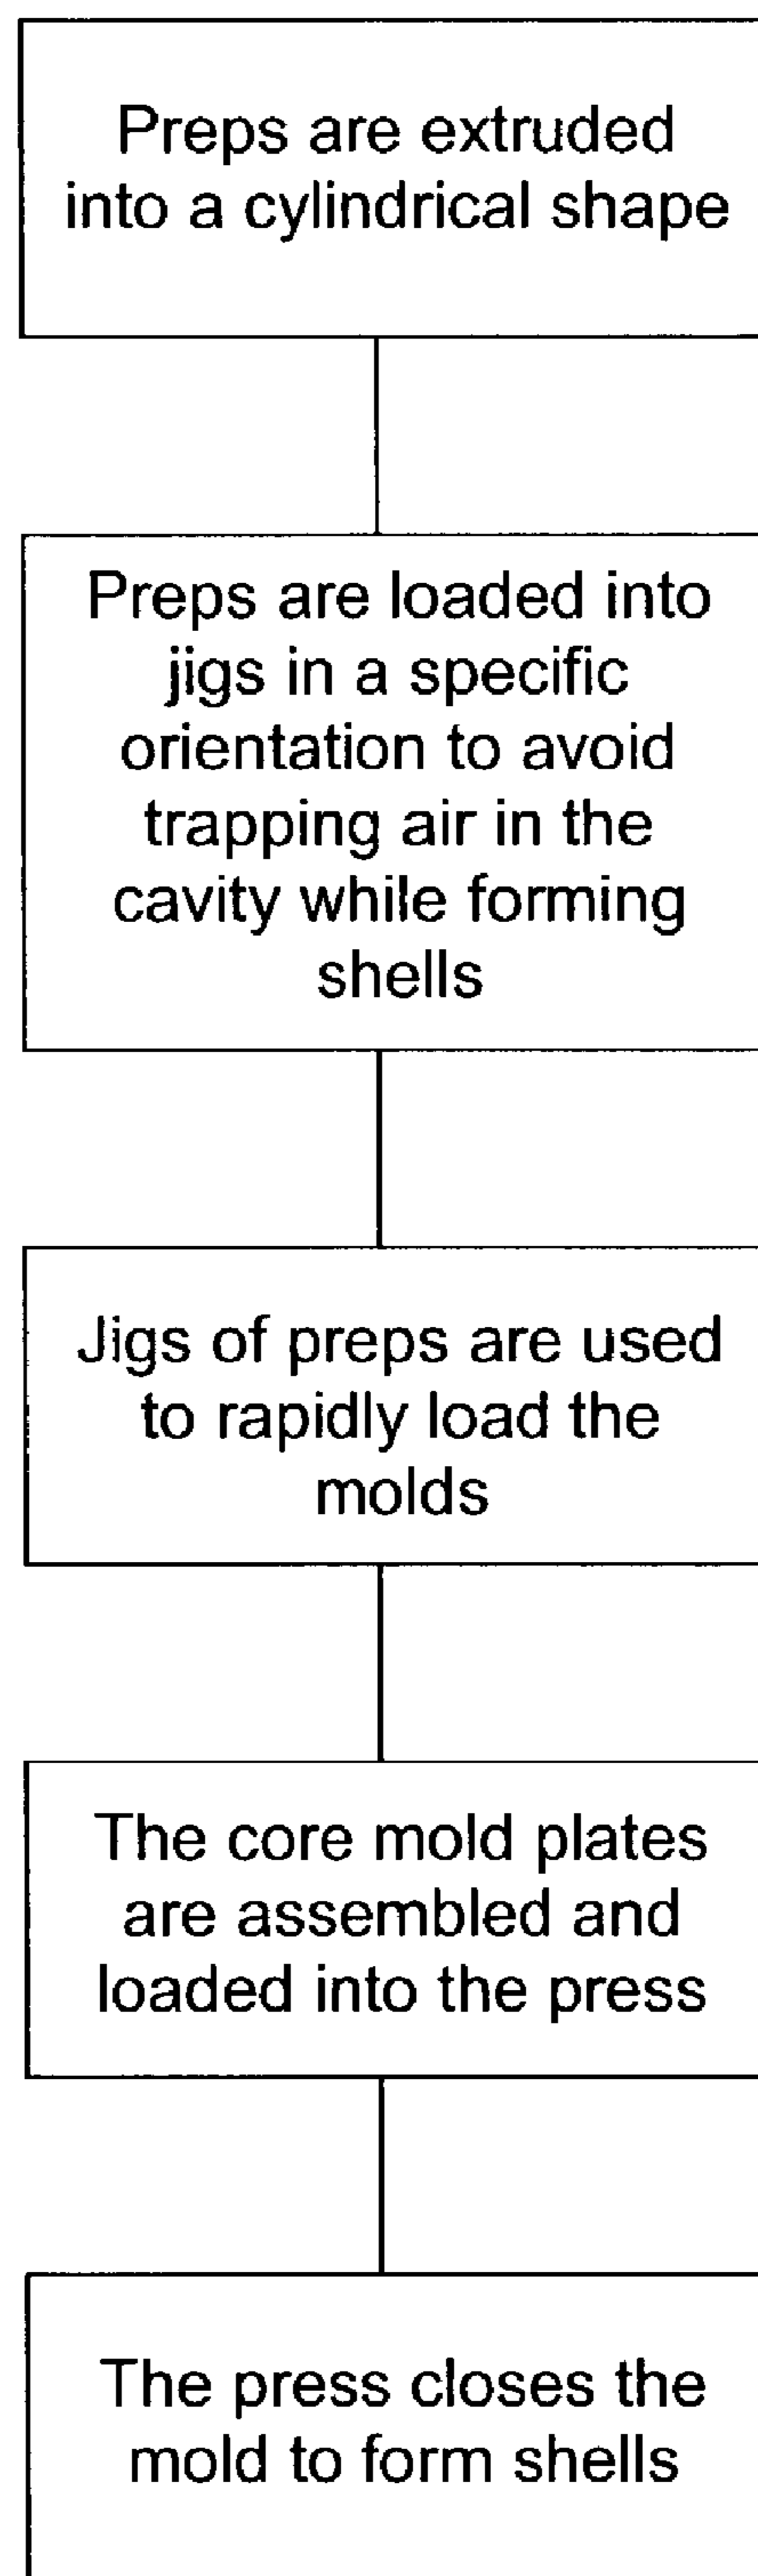 Preps are extruded
into a cylindrical shape
Preps are loaded into
jigs in a specific
orientation to avoid
trapping air in the
cavity while forming
shells
Jigs of preps are used
to rapidly load the
molds
The core mold plates
are assembled and
loaded into the press
The press closes the
mold to form shells